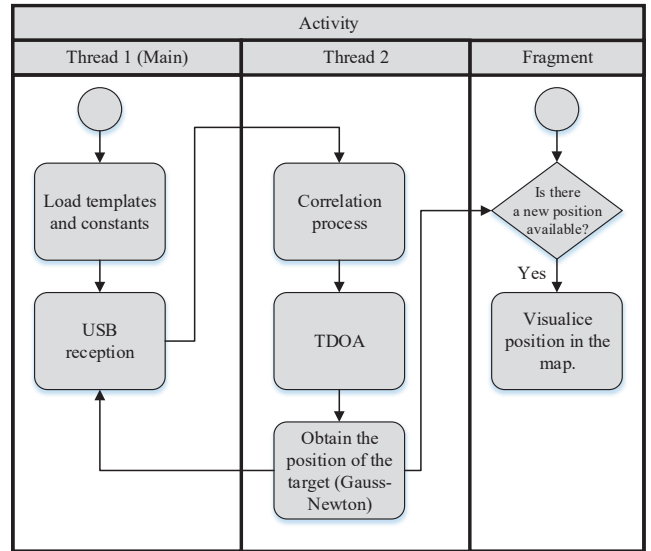 Activity
Thread 1 (Main)
Thread 2
Fragment
Load templates
and constants
USB
reception
Correlation
process
TDOA
Obtain the
position of the
target (Gauss-
Newton)
Is there
a new position
available?
Yes
Visualice
position in the
map.